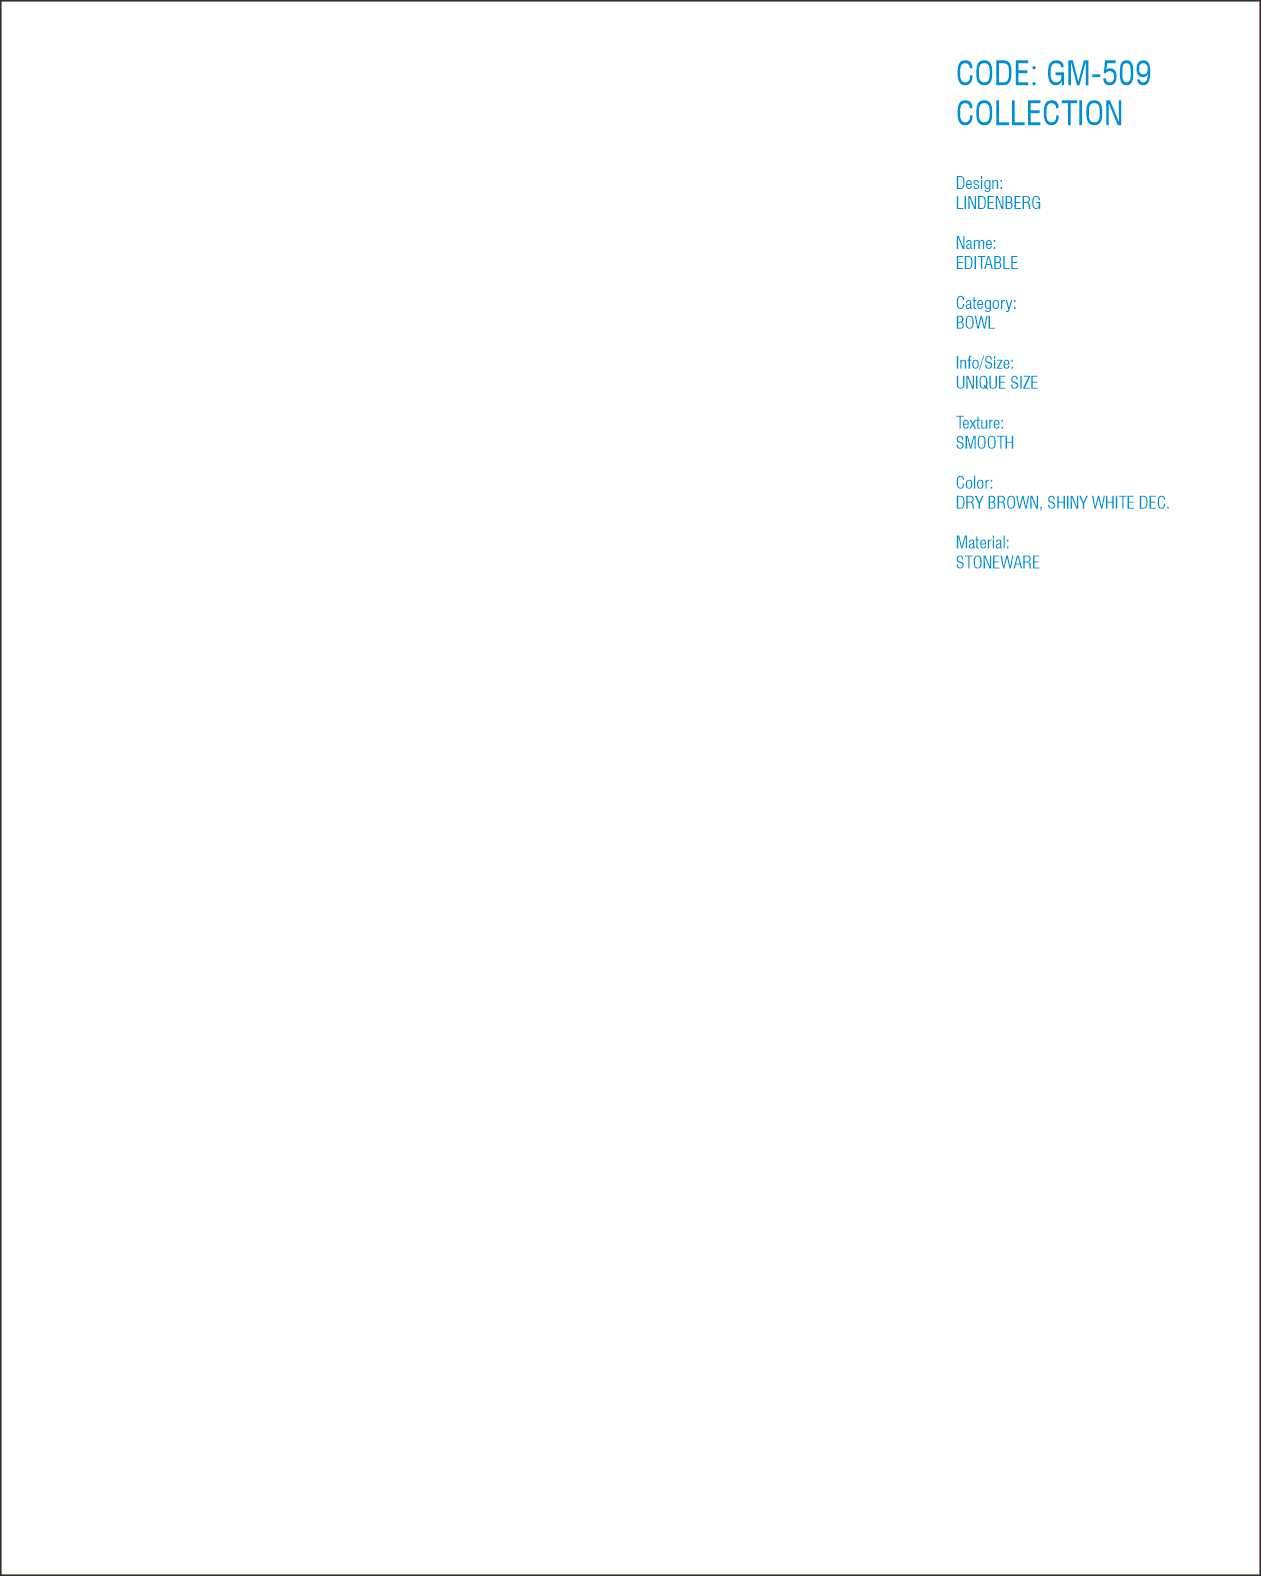 CODE: GM-509
COLLECTION
Design:
LINDENBERG
Name:
EDITABLE
Category:
BOWL
Info/Size:
UNIQUE SIZE
Texture:
SMOOTH
Color:
DRY BROWN, SHINY WHITE DEC.
Material:
STONEWARE